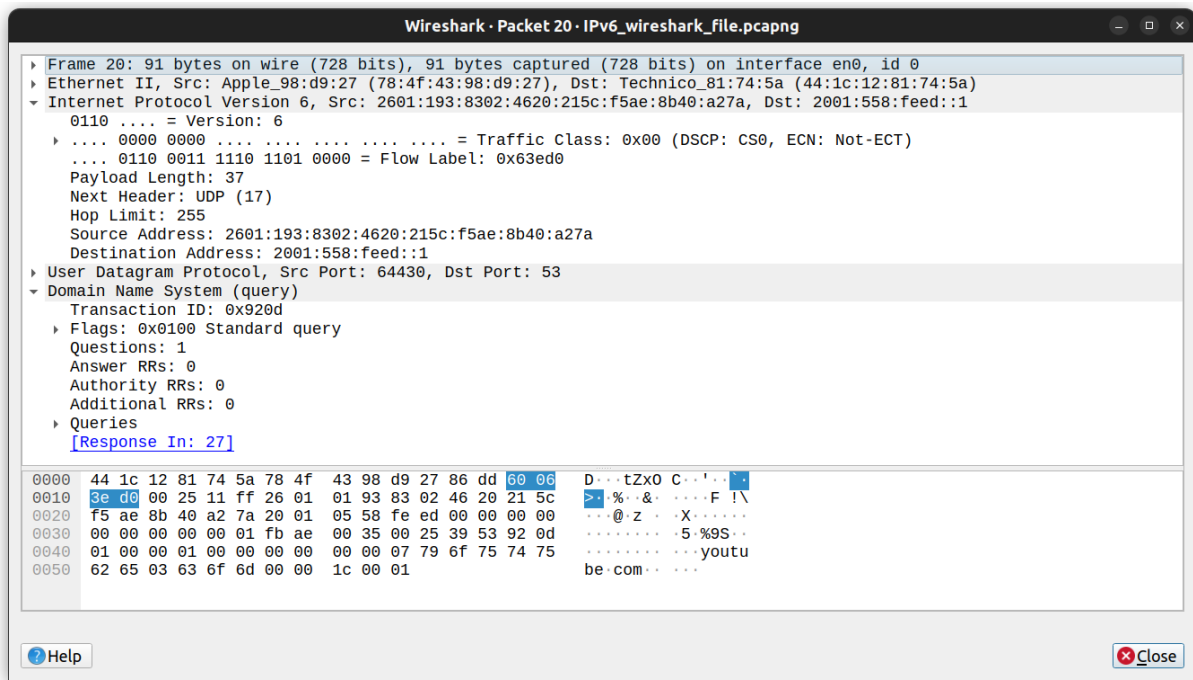 Wireshark · Packet 20 · IPv6_wireshark_file.pcapng
Frame 20: 91 bytes on wire (728 bits), 91 bytes captured (728 bits) on interface en0, id 0
Ethernet II, Src: Apple_98:d9:27 (78:4f:43:98:d9:27), Dst: Technico_81:74:5a (44:1c:12:81:74:5a)
Internet Protocol Version 6, Src: 2601:193:8302:4620:215c:f5ae:8b40:a27a, Dst: 2001:558:feed::1
0110 .... = Version: 6
.... 0000 0000 .... .... .... .... .... = Traffic Class: 0x00 (DSCP: CS0, ECN: Not-ECT)
.... 0110 0011 1110 1101 0000 = Flow Label: 0x63ed0
Payload Length: 37
Next Header: UDP (17)
Hop Limit: 255
Source Address: 2601:193:8302:4620:215c:f5ae:8b40:a27a
Destination Address: 2001:558:feed::1
User Datagram Protocol, Src Port: 64430, Dst Port: 53
Domain Name System (query)
Transaction ID: 0x920d
Flags: 0x0100 Standard query
Questions: 1
Answer RRs: 0
Authority RRs: 0
Additional RRs: 0
Queries
[Response In: 27]
0000 44 1c 12 81 74 5a 78 4f 43 98 d9 27 86 dd 60 06 D···tZxO C··'··`·
0010 3e d0 00 25 11 ff 26 01 01 93 83 02 46 20 21 5c >··%··&· ····F !\
0020 f5 ae 8b 40 a2 7a 20 01 05 58 fe ed 00 00 00 00 ···@·z · ·X······
0030 00 00 00 00 00 01 fb ae 00 35 00 25 39 53 92 0d ········ ·5·%9S··
0040 01 00 00 01 00 00 00 00 00 00 07 79 6f 75 74 75 ········ ···youtu
0050 62 65 03 63 6f 6d 00 00 1c 00 01 be·com·· ···
Help
Close